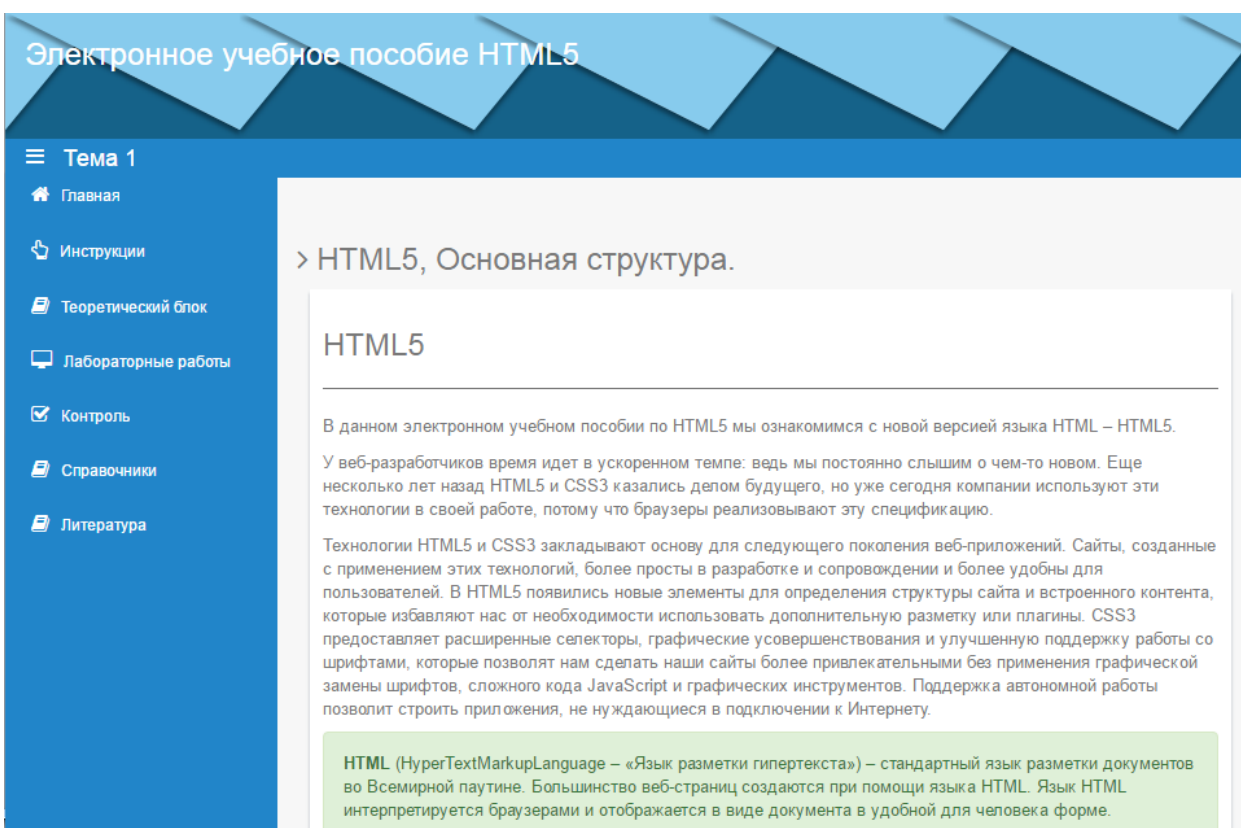 Электронное учебное пособие HTML5
Тема 1
Главная
Инструкции
Теоретический блок
Лабораторные работы
Контроль
Справочники
Литература
HTML5, Основная структура.
HTML5
В данном электронном учебном пособии по HTML5 мы ознакомимся с новой версией языка HTML – HTML5.
У веб-разработчиков время идет в ускоренном темпе: ведь мы постоянно слышим о чем-то новом. Еще
несколько лет назад HTML5 и CSS3 казались делом будущего, но уже сегодня компании используют эти
технологии в своей работе, потому что браузеры реализовывают эту спецификацию.
Технологии HTML5 и CSS3 закладывают основу для следующего поколения веб-приложений. Сайты, созданные
с применением этих технологий, более просты в разработке и сопровождении и более удобны для
пользователей. В HTML5 появились новые элементы для определения структуры сайта и встроенного контента,
которые избавляют нас от необходимости использовать дополнительную разметку или плагины. CSS3
предоставляет расширенные селекторы, графические усовершенствования и улучшенную поддержку работы со
шрифтами, которые позволят нам сделать наши сайты более привлекательными без применения графической
замены шрифтов, сложного кода JavaScript и графических инструментов. Поддержка автономной работы
позволит строить приложения, не нуждающиеся в подключении к Интернету.
HTML (HyperTextMarkupLanguage – «Язык разметки гипертекста») – стандартный язык разметки документов
во Всемирной паутине. Большинство веб-страниц создаются при помощи языка HTML. Язык HTML
интерпретируется браузерами и отображается в виде документа в удобной для человека форме.